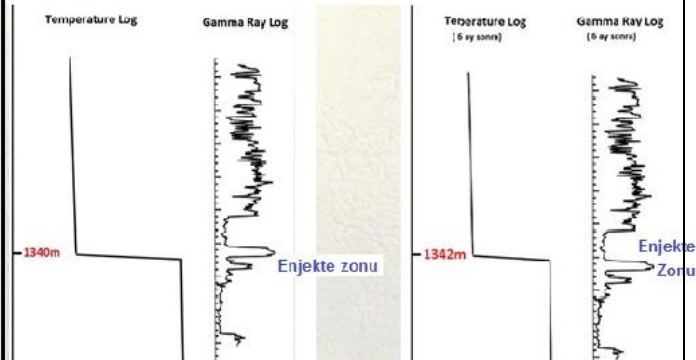 Temperature Log
Gamma Ray Log
1340m
Enjekte zonu
Teberature Log
( 6 ay sonra)
Gamma Ray Log
(6 ay sonra)
1342m
Enjekte
Zonu